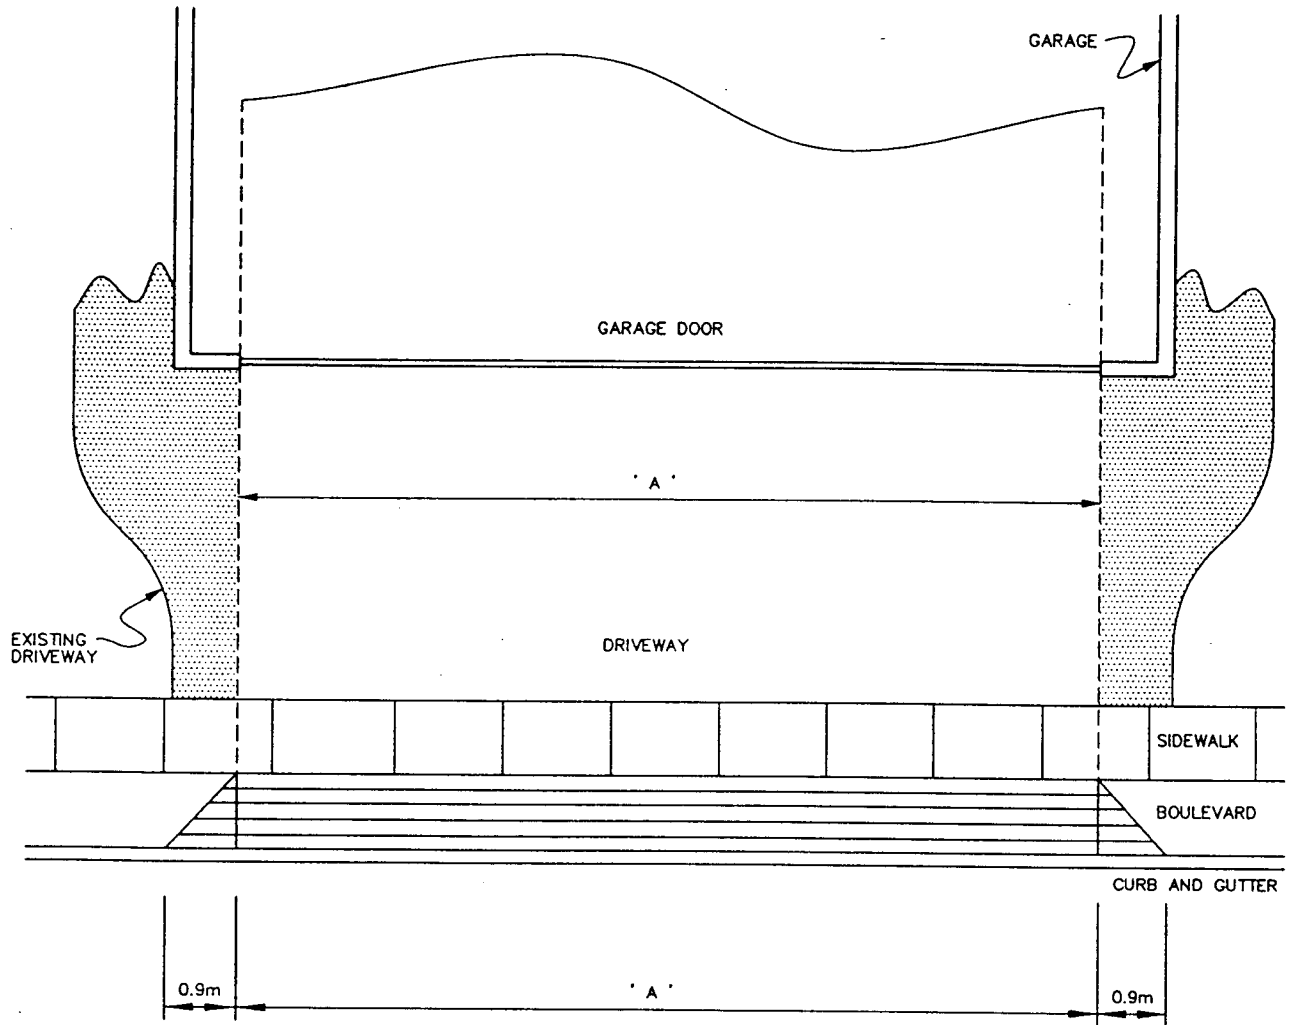 GARAGE
GARAGE DOOR
' A '
EXISTING
DRIVEWAY
DRIVEWAY
SIDEWALK
BOULEVARD
CURB AND GUTTER
0.9m
' A '
0.9m